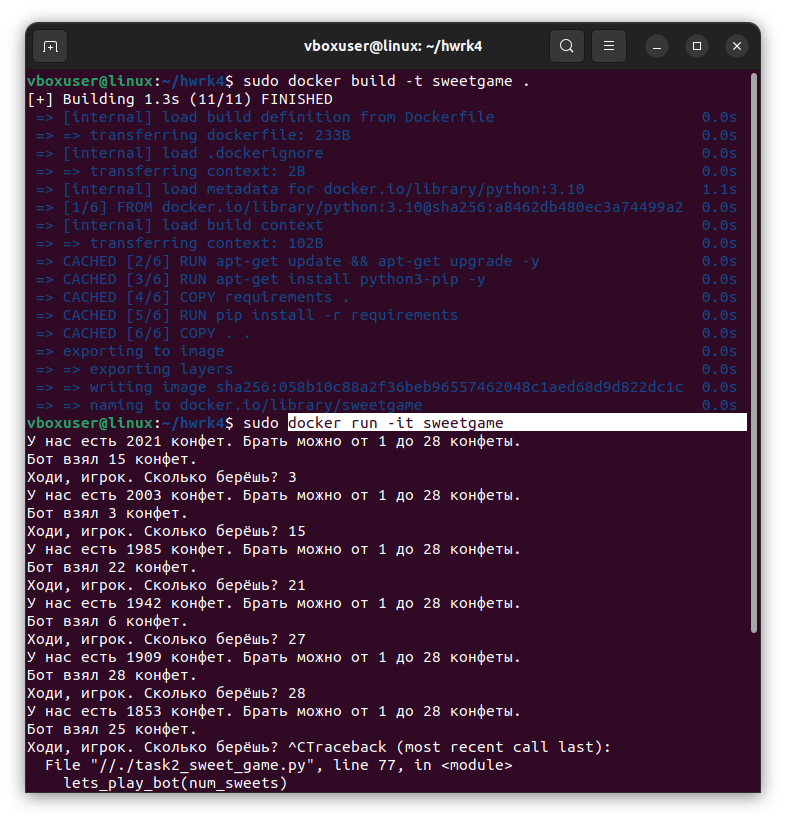 vboxuser@linux: ~/hwrk4
vboxuser@linux:~/hwrk4$ sudo docker build -t sweetgame .
[+] Building 1.3s (11/11) FINISHED
=> [internal] load build definition from Dockerfile 0.0s
=> => transferring dockerfile: 233B 0.0s
=> [internal] load .dockerignore 0.0s
=> => transferring context: 2B 0.0s
=> [internal] load metadata for docker.io/library/python:3.10 1.1s
=> [1/6] FROM docker.io/library/python:3.10@sha256:a8462db480ec3a74499a2 0.0s
=> [internal] load build context 0.0s
=> => transferring context: 102B 0.0s
=> CACHED [2/6] RUN apt-get update && apt-get upgrade -y 0.0s
=> CACHED [3/6] RUN apt-get install python3-pip -y 0.0s
=> CACHED [4/6] COPY requirements . 0.0s
=> CACHED [5/6] RUN pip install -r requirements 0.0s
=> CACHED [6/6] COPY . . 0.0s
=> exporting to image 0.0s
=> => exporting layers 0.0s
=> => writing image sha256:058b10c88a2f36beb96557462048c1aed68d9d822dc1c 0.0s
=> => naming to docker.io/library/sweetgame 0.0s
vboxuser@linux:~/hwrk4$ sudo docker run -it sweetgame
У нас есть 2021 конфет. Брать можно от 1 до 28 конфеты.
Бот взял 15 конфет.
Ходи, игрок. Сколько берёшь? 3
У нас есть 2003 конфет. Брать можно от 1 до 28 конфеты.
Бот взял 3 конфет.
Ходи, игрок. Сколько берёшь? 15
У нас есть 1985 конфет. Брать можно от 1 до 28 конфеты.
Бот взял 22 конфет.
Ходи, игрок. Сколько берёшь? 21
У нас есть 1942 конфет. Брать можно от 1 до 28 конфеты.
Бот взял 6 конфет.
Ходи, игрок. Сколько берёшь? 27
У нас есть 1909 конфет. Брать можно от 1 до 28 конфеты.
Бот взял 28 конфет.
Ходи, игрок. Сколько берёшь? 28
У нас есть 1853 конфет. Брать можно от 1 до 28 конфеты.
Бот взял 25 конфет.
Ходи, игрок. Сколько берёшь? ^CTraceback (most recent call last):
File "//./task2_sweet_game.py", line 77, in <module>
lets_play_bot(num_sweets)